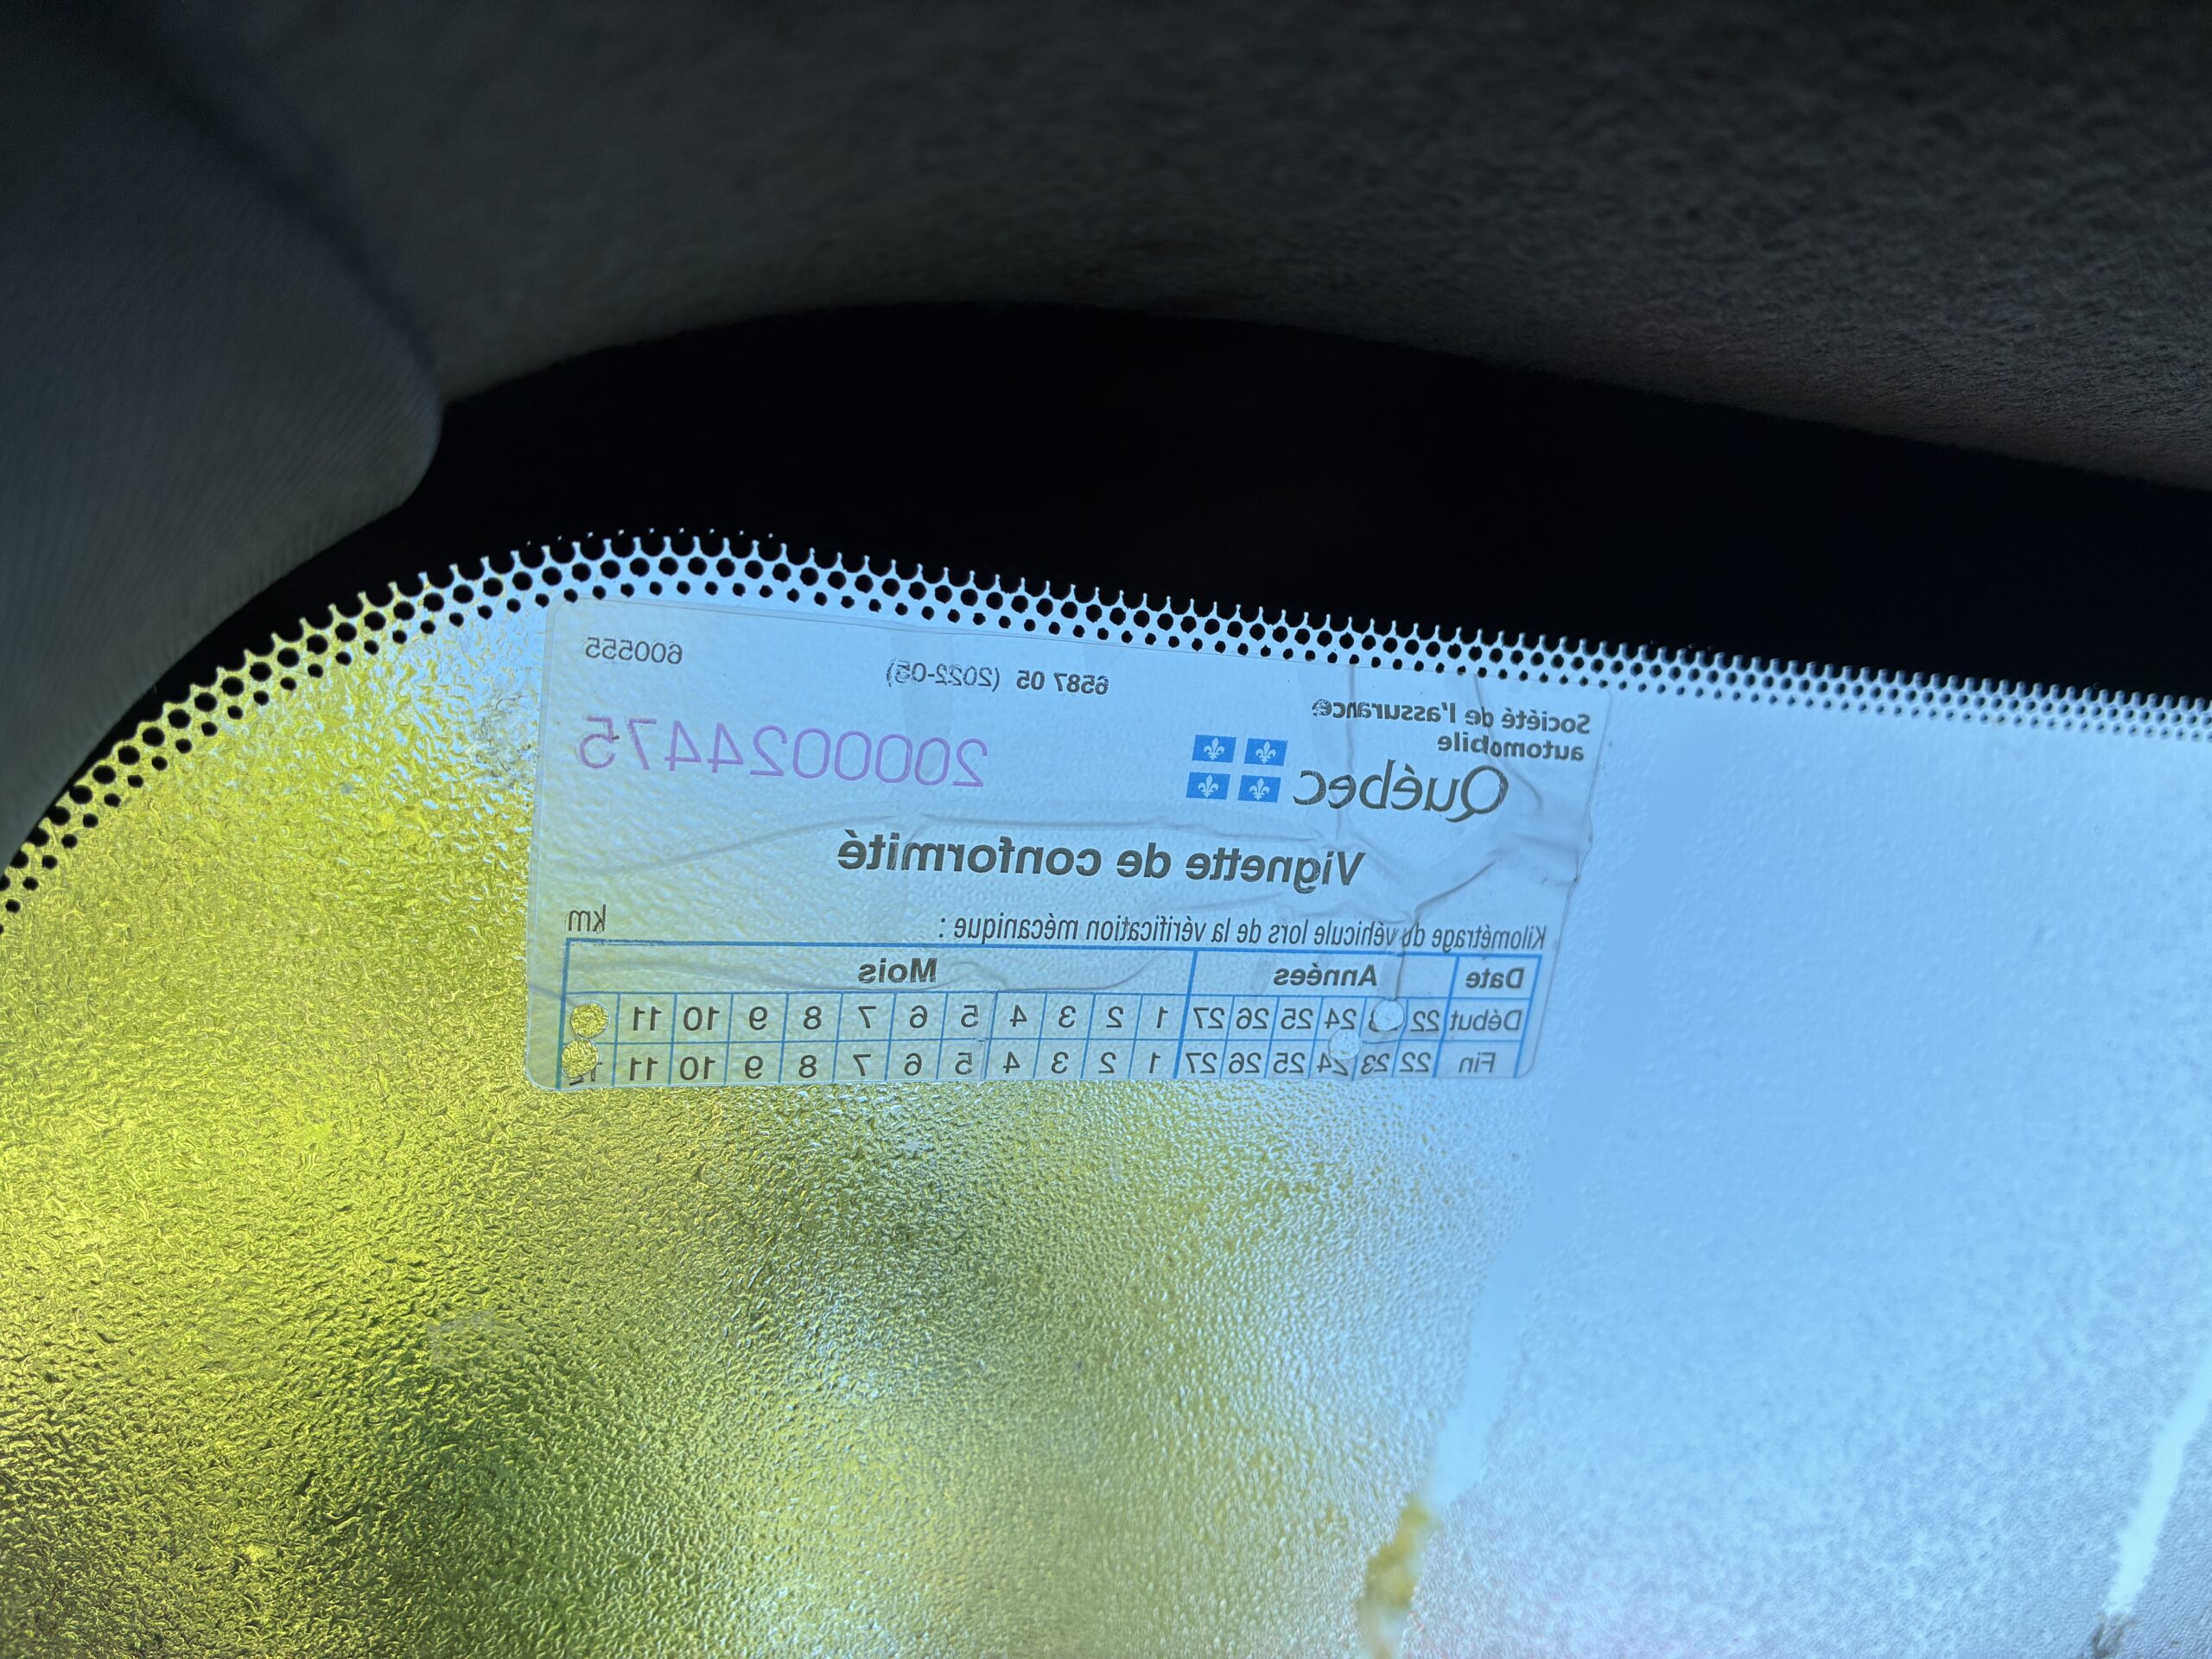 Société de l'assurance
automobile
Québec
6587 05 (2022-05)
600555
2000024475
Vignette de conformité
Kilométrage du véhicule lors de la vérification mécanique : km
Date Années Mois
Début 22 24 25 26 27 1 2 3 4 5 6 7 8 9 10 11
Fin 22 23 24 25 26 27 1 2 3 4 5 6 7 8 9 10 11